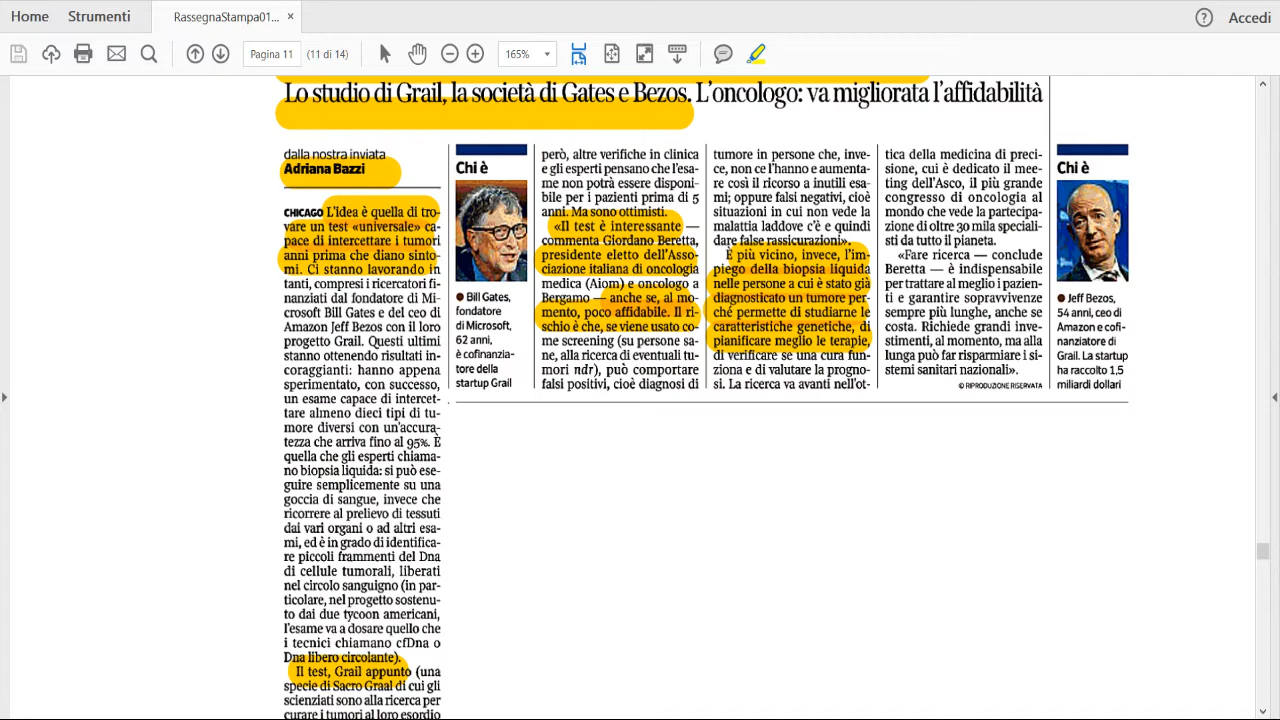 Home
Strumenti
RassegnaStampa01...
×
?
Accedi
Pagina 11
(11 di 14)
165%
Lo studio di Grail, la società di Gates e Bezos. L’oncologo: va migliorata l’affidabilità
dalla nostra inviata
Adriana Bazzi
CHICAGO L’idea è quella di tro-
vare un test «universale» ca-
pace di intercettare i tumori
anni prima che diano sinto-
mi. Ci stanno lavorando in
tanti, compresi i ricercatori fi-
nanziati dal fondatore di Mi-
crosoft Bill Gates e del ceo di
Amazon Jeff Bezos con il loro
progetto Grail. Questi ultimi
stanno ottenendo risultati in-
coraggianti: hanno appena
sperimentato, con successo,
un esame capace di intercet-
tare almeno dieci tipi di tu-
more diversi con un’accura-
tezza che arriva fino al 95%. È
quella che gli esperti chiama-
no biopsia liquida: si può ese-
guire semplicemente su una
goccia di sangue, invece che
ricorrere al prelievo di tessuti
dai vari organi o ad altri esa-
mi, ed è in grado di identifica-
re piccoli frammenti del Dna
di cellule tumorali, liberati
nel circolo sanguigno (in par-
ticolare, nel progetto sostenu-
to dai due tycoon americani,
l’esame va a dosare quello che
i tecnici chiamano cfDna o
Dna libero circolante).
Il test, Grail appunto (una
specie di Sacro Graal di cui gli
scienziati sono alla ricerca per
curare i tumori al loro esordio
Chi è
Bill Gates,
fondatore
di Microsoft,
62 anni,
è cofinanzia-
tore della
startup Grail
però, altre verifiche in clinica
e gli esperti pensano che l’esa-
me non potrà essere disponi-
bile per i pazienti prima di 5
anni. Ma sono ottimisti.
«Il test è interessante —
commenta Giordano Beretta,
presidente eletto dell’Asso-
ciazione italiana di oncologia
medica (Aiom) e oncologo a
Bergamo — anche se, al mo-
mento, poco affidabile. Il ri-
schio è che, se viene usato co-
me screening (su persone sa-
ne, alla ricerca di eventuali tu-
mori ndr), può comportare
falsi positivi, cioè diagnosi di
tumore in persone che, inve-
ce, non ce l’hanno e aumenta-
re così il ricorso a inutili esa-
mi; oppure falsi negativi, cioè
situazioni in cui non vede la
malattia laddove c’è e quindi
dare false rassicurazioni».
È più vicino, invece, l’im-
piego della biopsia liquida
nelle persone a cui è stato già
diagnosticato un tumore per-
ché permette di studiarne le
caratteristiche genetiche, di
pianificare meglio le terapie,
di verificare se una cura fun-
ziona e di valutare la progno-
si. La ricerca va avanti nell’ot-
tica della medicina di preci-
sione, cui è dedicato il mee-
ting dell’Asco, il più grande
congresso di oncologia al
mondo che vede la partecipa-
zione di oltre 30 mila speciali-
sti da tutto il pianeta.
«Fare ricerca — conclude
Beretta — è indispensabile
per trattare al meglio i pazien-
ti e garantire sopravvivenze
sempre più lunghe, anche se
costa. Richiede grandi inve-
stimenti, al momento, ma alla
lunga può far risparmiare i si-
stemi sanitari nazionali».
© RIPRODUZIONE RISERVATA
Chi è
Jeff Bezos,
54 anni, ceo di
Amazon e cofi-
nanziatore di
Grail. La startup
ha raccolto 1,5
miliardi dollari